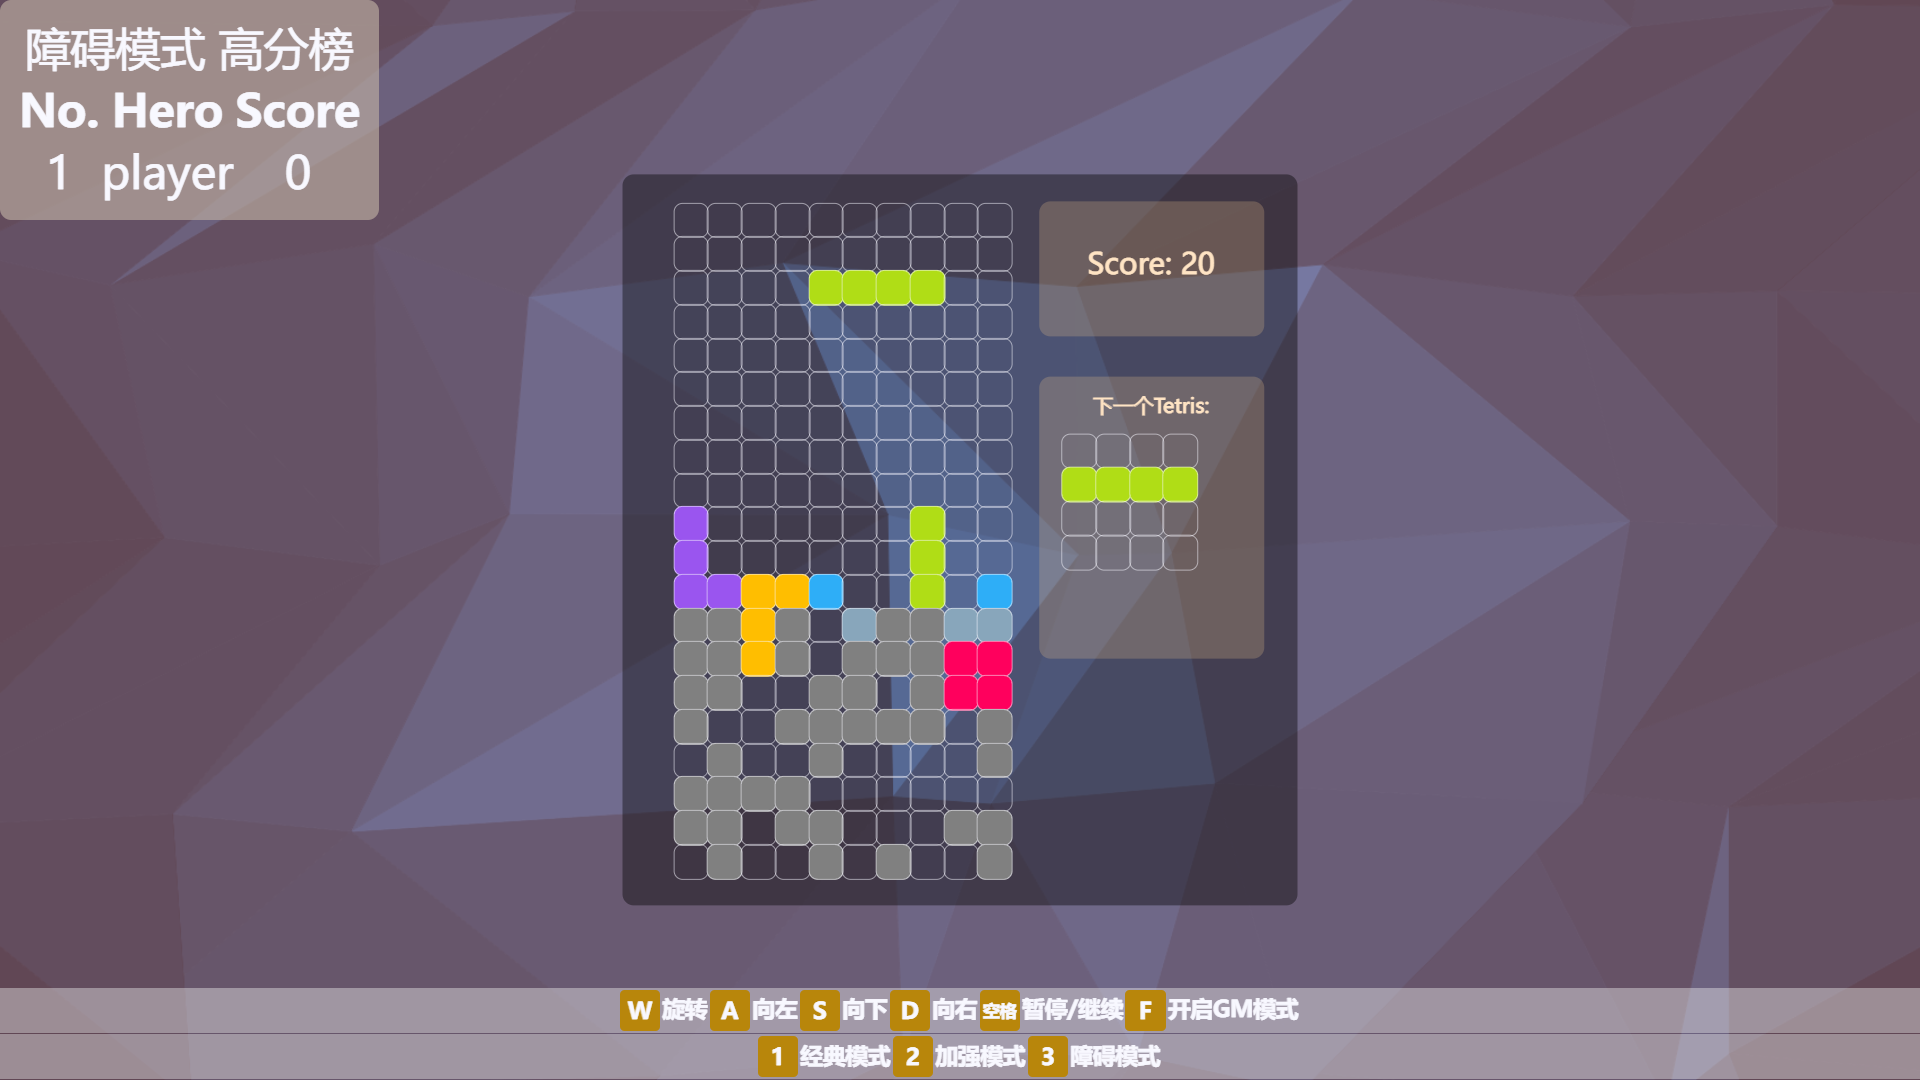 障碍模式 高分榜
No. Hero Score
1 player 0
Score: 20
下一个Tetris:
W 旋转 A 向左 S 向下 D 向右 空格 暂停/继续 F 开启GM模式
1 经典模式 2 加强模式 3 障碍模式